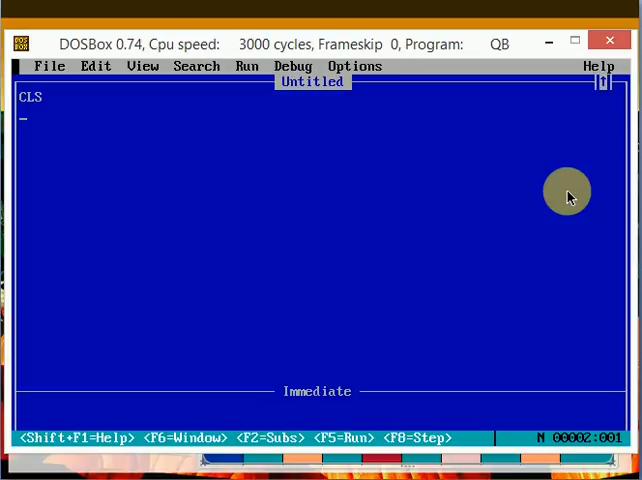 DOSBox 0.74, Cpu speed: 3000 cycles, Frameskip 0, Program: QB
File Edit View Search Run Debug Options Help
Untitled
CLS
Immediate
<Shift+F1=Help> <F6=Window> <F2=Subs> <F5=Run> <F8=Step> N 00002:001